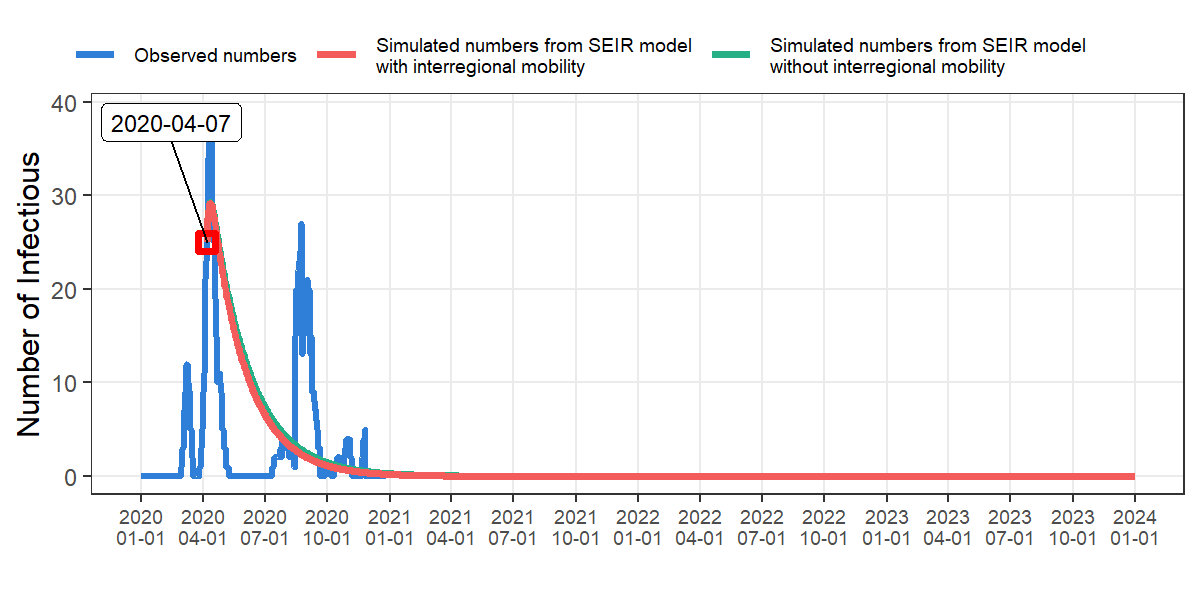 Observed numbers
Simulated numbers from SEIR model
with interregional mobility
Simulated numbers from SEIR model
without interregional mobility
2020-04-07
Number of Infectious
40
30
20
10
0
2020 2020 2020 2020 2021 2021 2021 2021 2022 2022 2022 2022 2023 2023 2023 2023 2024
01-01 04-01 07-01 10-01 01-01 04-01 07-01 10-01 01-01 04-01 07-01 10-01 01-01 04-01 07-01 10-01 01-01